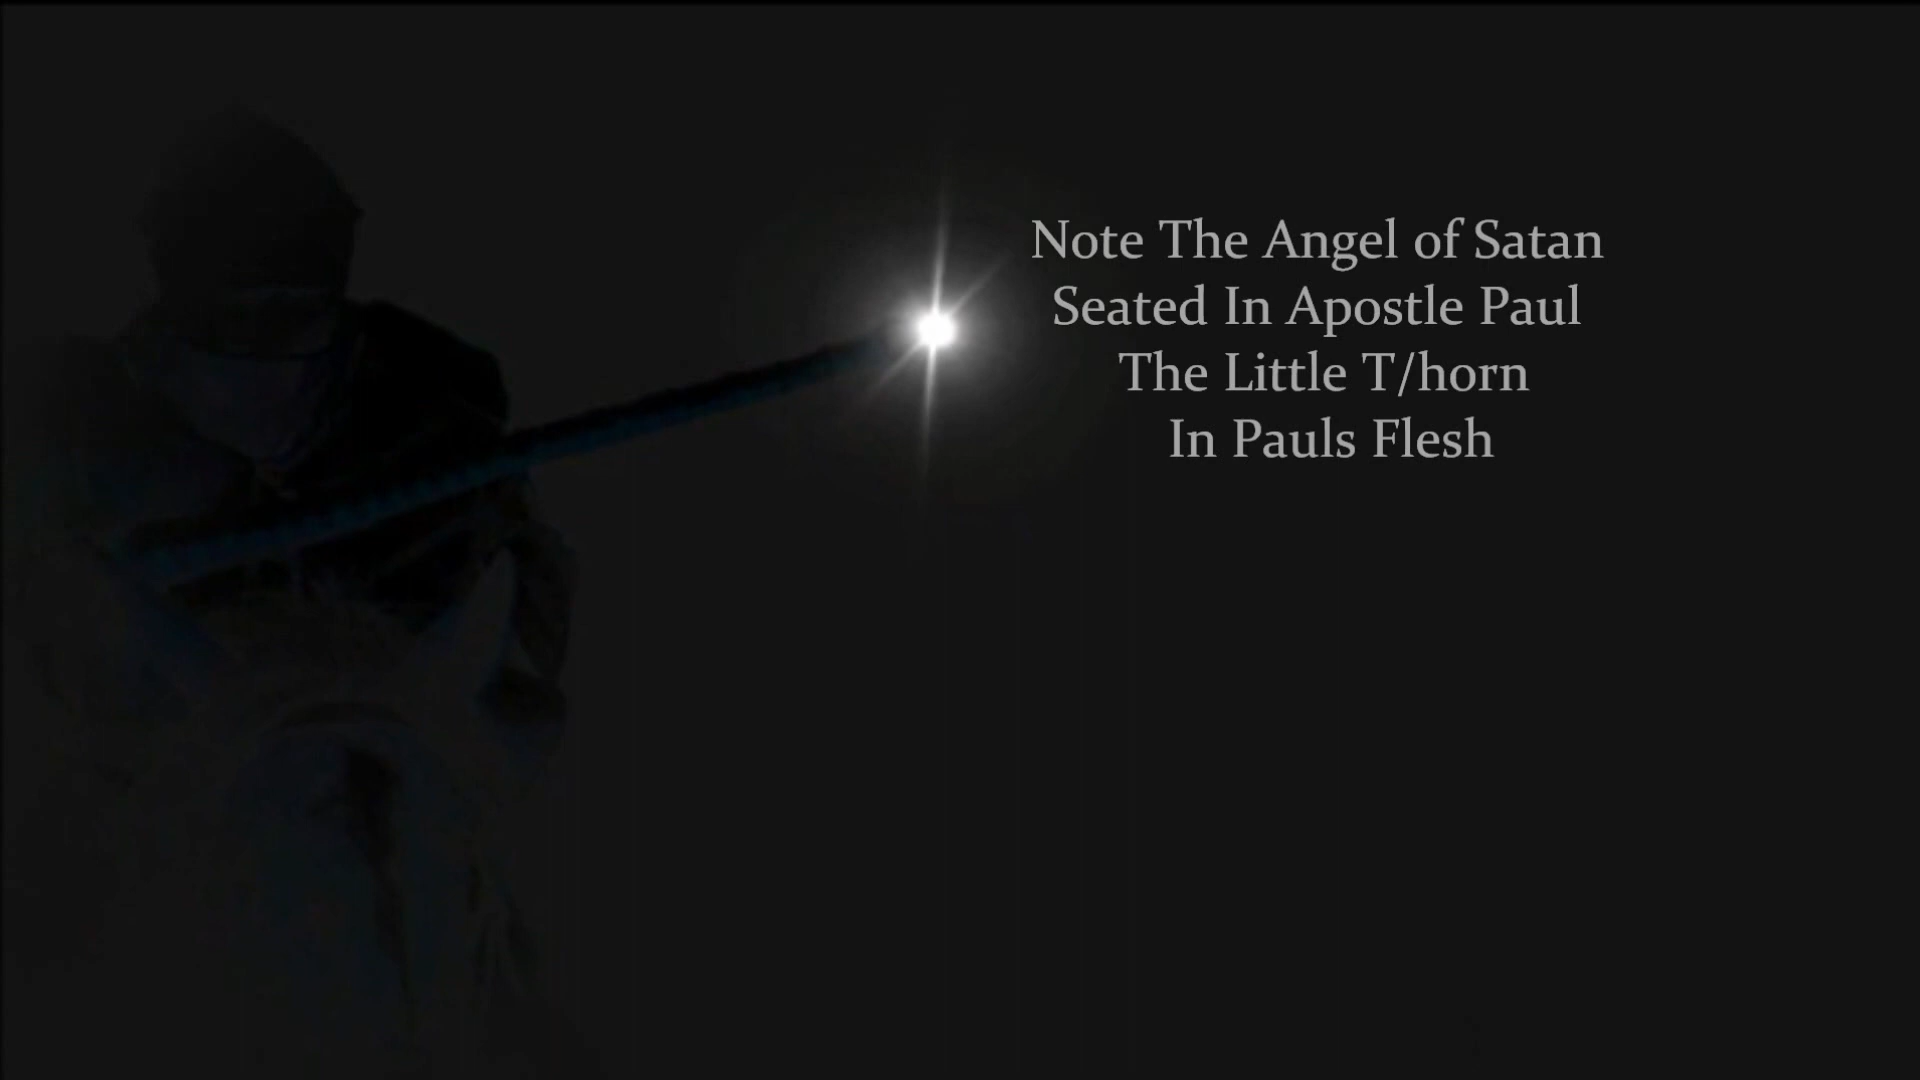 Note The Angel of Satan
Seated In Apostle Paul
The Little T/horn
In Pauls Flesh